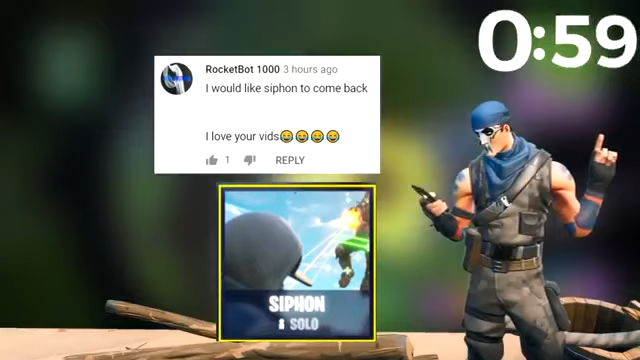 0:59
RocketBot 1000 3 hours ago
I would like siphon to come back
I love your vids😂😂😂😂
1 REPLY
SIPHON
SOLO